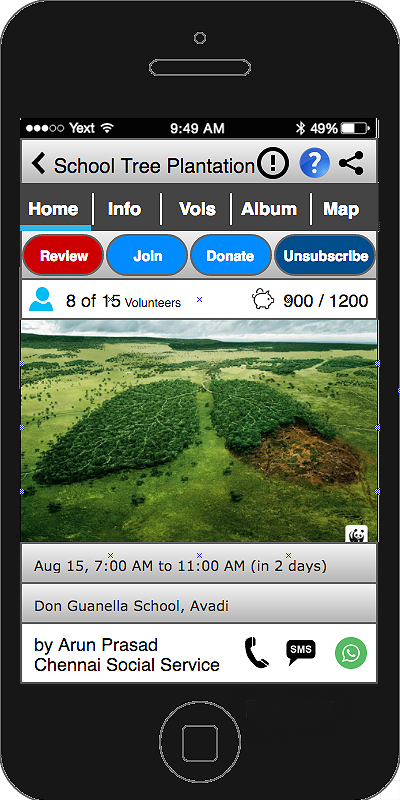 Yext 9:49 AM 49%
School Tree Plantation ! ?
Home Info Vols Album Map
Review Join Donate Unsubscribe
8 of 15 Volunteers 900 / 1200
Aug 15, 7:00 AM to 11:00 AM (in 2 days)
Don Guanella School, Avadi
by Arun Prasad
Chennai Social Service
SMS